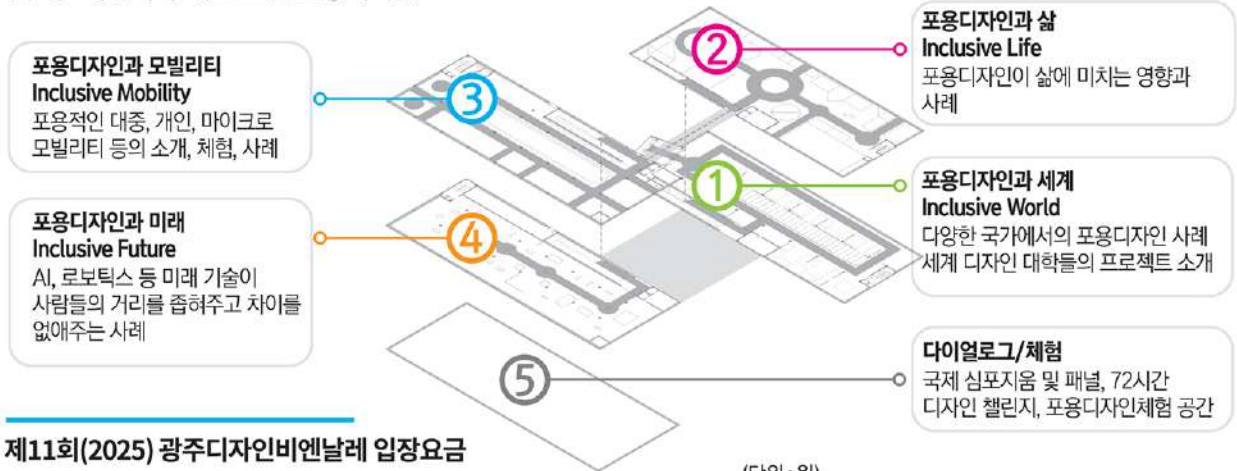 포용디자인과 모빌리티
Inclusive Mobility
포용적인 대중, 개인, 마이크로
모빌리티 등의 소개, 체험, 사례
3
2
포용디자인과 삶
Inclusive Life
포용디자인이 삶에 미치는 영향과
사례
포용디자인과 미래
Inclusive Future
AI, 로보틱스 등 미래 기술이
사람들의 거리를 좁혀주고 차이를
없애주는 사례
4
1
포용디자인과 세계
Inclusive World
다양한 국가에서의 포용디자인 사례
세계 디자인 대학들의 프로젝트 소개
5
다이얼로그/체험
국제 심포지움 및 패널, 72시간
디자인 챌린지, 포용디자인체험 공간
제11회(2025) 광주디자인비엔날레 입장요금